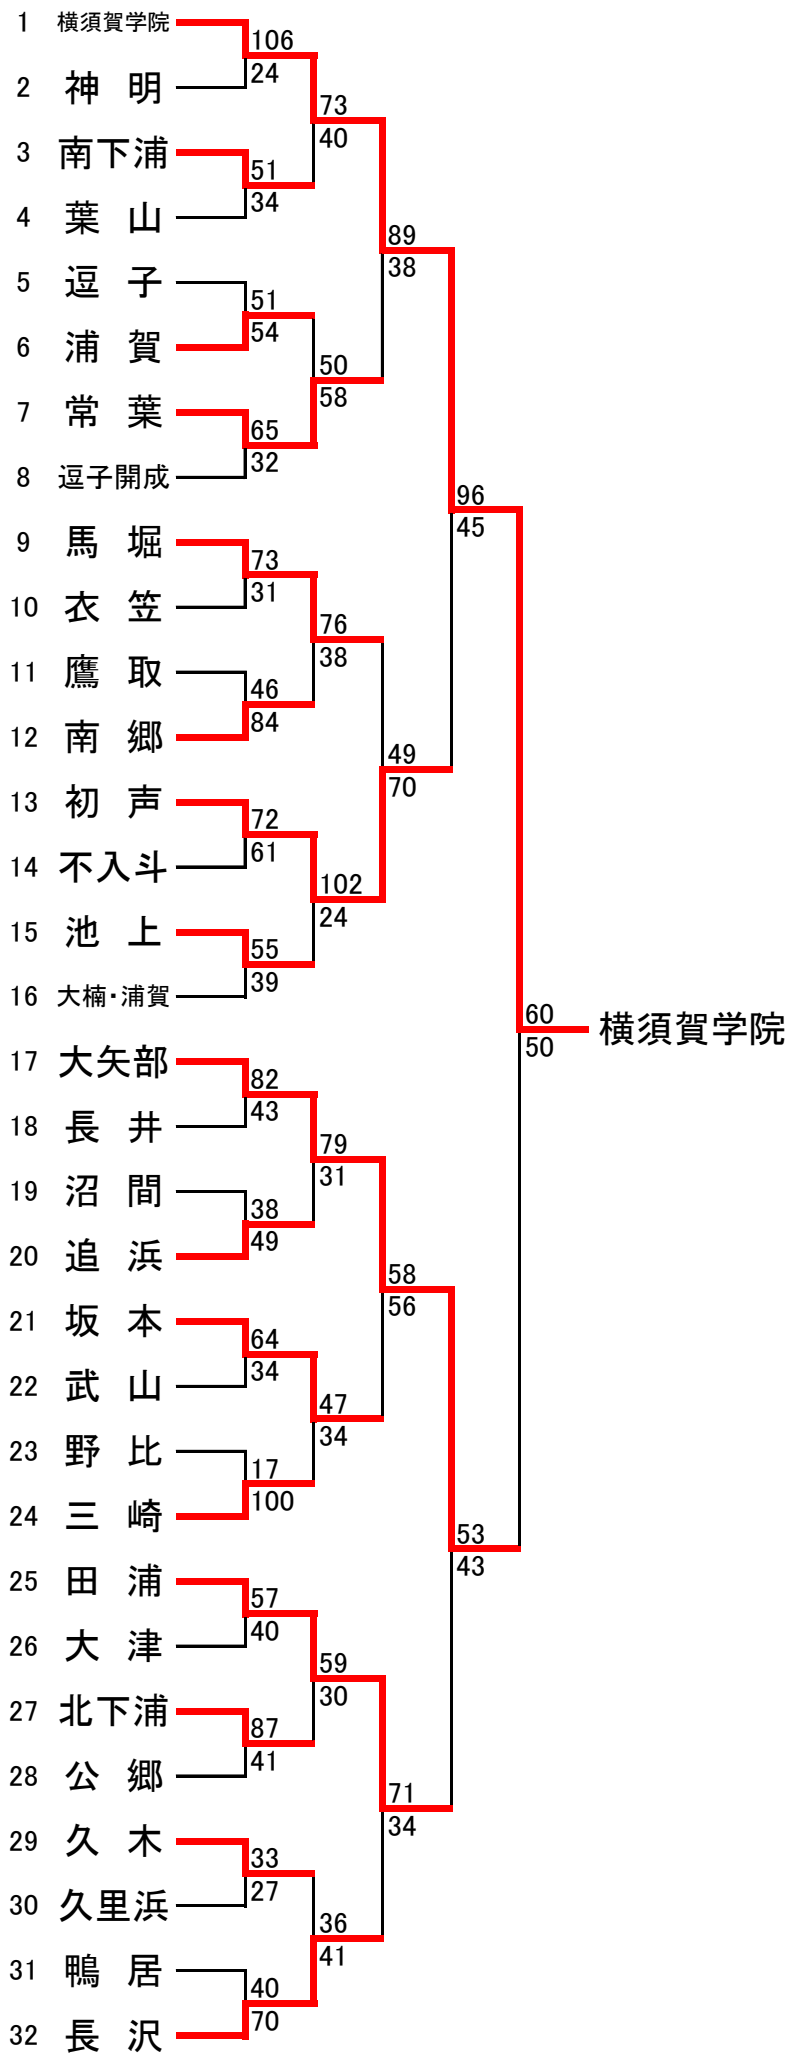 1 横須賀学院
106
24
2 神明
73
40
3 南下浦
51
34
4 葉山
89
38
5 逗子
51
54
6 浦賀
50
58
7 常葉
65
32
8 逗子開成
96
45
9 馬堀
73
31
10 衣笠
76
38
11 鷹取
46
84
12 南郷
49
70
13 初声
72
61
14 不入斗
102
24
15 池上
55
39
16 大楠・浦賀
60
50
横須賀学院
17 大矢部
82
43
18 長井
79
31
19 沼間
38
49
20 追浜
58
56
21 坂本
64
34
22 武山
47
34
23 野比
17
100
24 三崎
53
43
25 田浦
57
40
26 大津
59
30
27 北下浦
87
41
28 公郷
71
34
29 久木
33
27
30 久里浜
36
41
31 鴨居
40
70
32 長沢